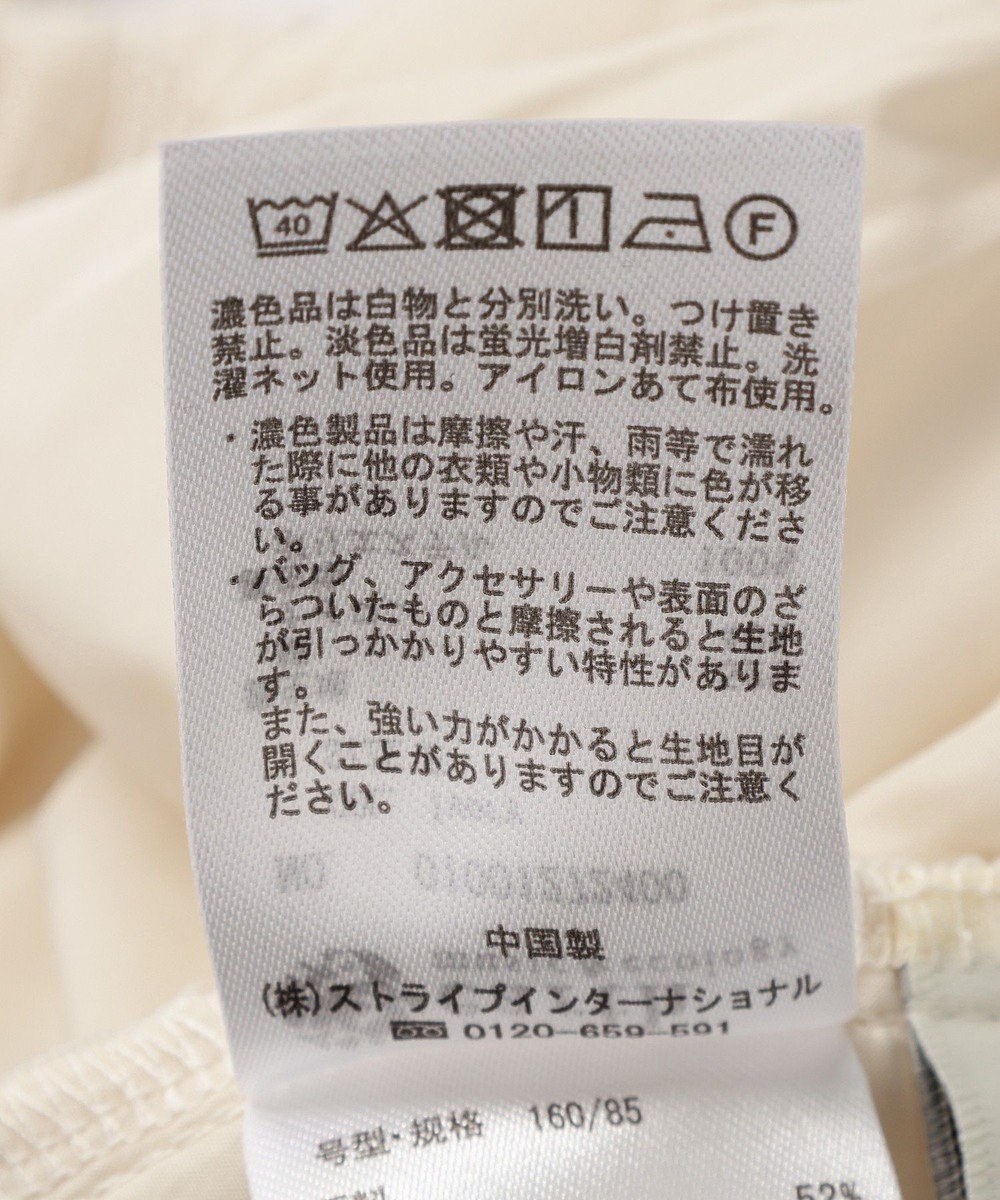 40
F
濃色品は白物と分別洗い。つけ置き
禁止。淡色品は蛍光増白剤禁止。洗
濯ネット使用。アイロンあて布使用。
・濃色製品は摩擦や汗、雨等で濡れ
た際に他の衣類や小物類に色が移
る事がありますのでご注意くださ
い。
・バッグ、アクセサリーや表面のざ
らついたものと摩擦されると生地
が引っかかりやすい特性がありま
す。
また、強い力がかかると生地目が
開くことがありますのでご注意く
ださい。
中国製
(株)ストライプインターナショナル
0120-659-591
号型·规格 160/85
52%